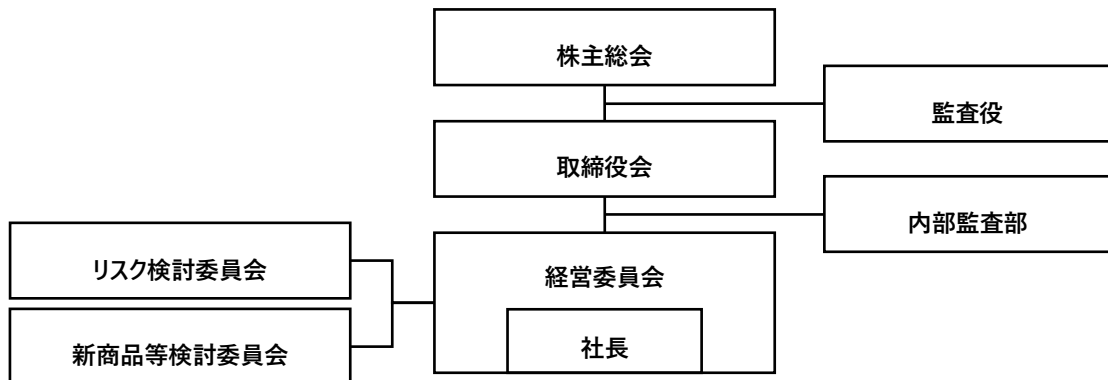 株主総会
監査役
取締役会
内部監査部
リスク検討委員会
経営委員会
新商品等検討委員会
社長